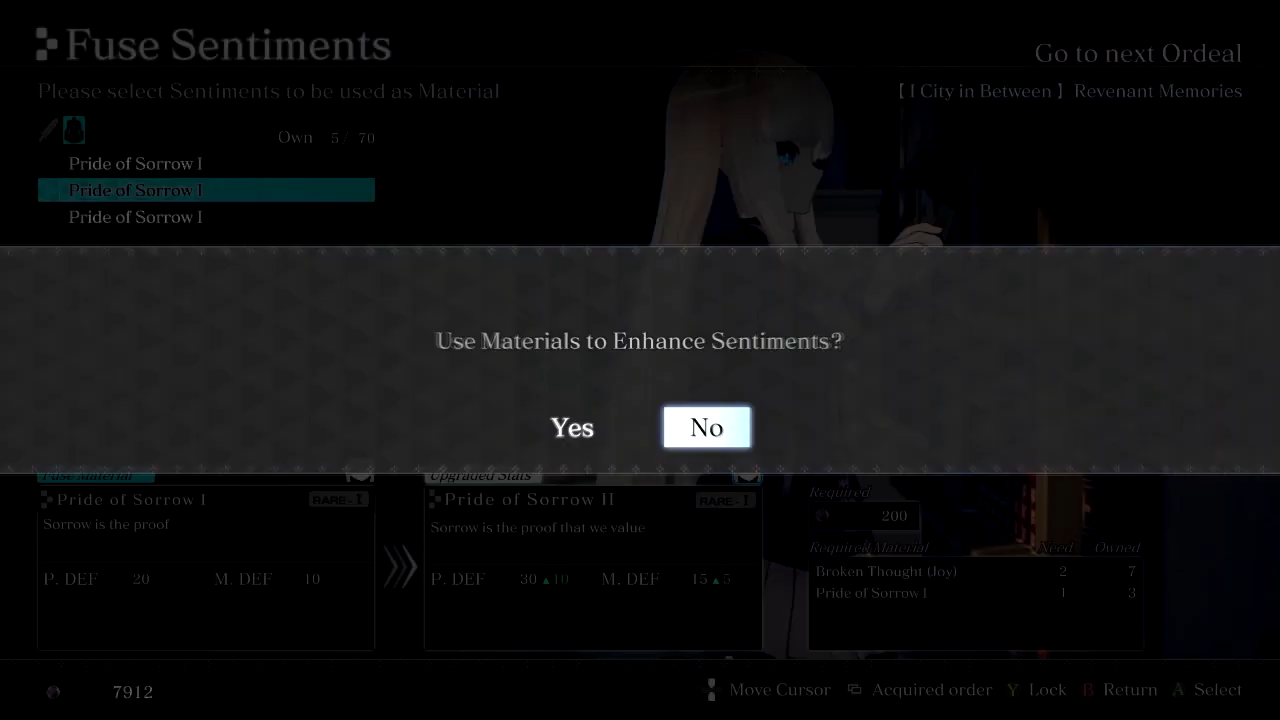 Fuse Sentiments
Go to next Ordeal
Please select Sentiments to be used as Material
【 I City in Between 】 Revenant Memories
Own 5 / 70
Pride of Sorrow I
Pride of Sorrow I
Pride of Sorrow I
Use Materials to Enhance Sentiments?
Yes No
Fuse Material
Pride of Sorrow I RARE - I
Sorrow is the proof
P. DEF 20 M. DEF 10
Upgraded Stats
Pride of Sorrow II RARE - I
Sorrow is the proof that we value
P. DEF 30 ▲10 M. DEF 15 ▲5
Required
200
Required Material Need Owned
Broken Thought (Joy) 2 7
Pride of Sorrow I 1 3
7912
Move Cursor Acquired order Y Lock B Return A Select